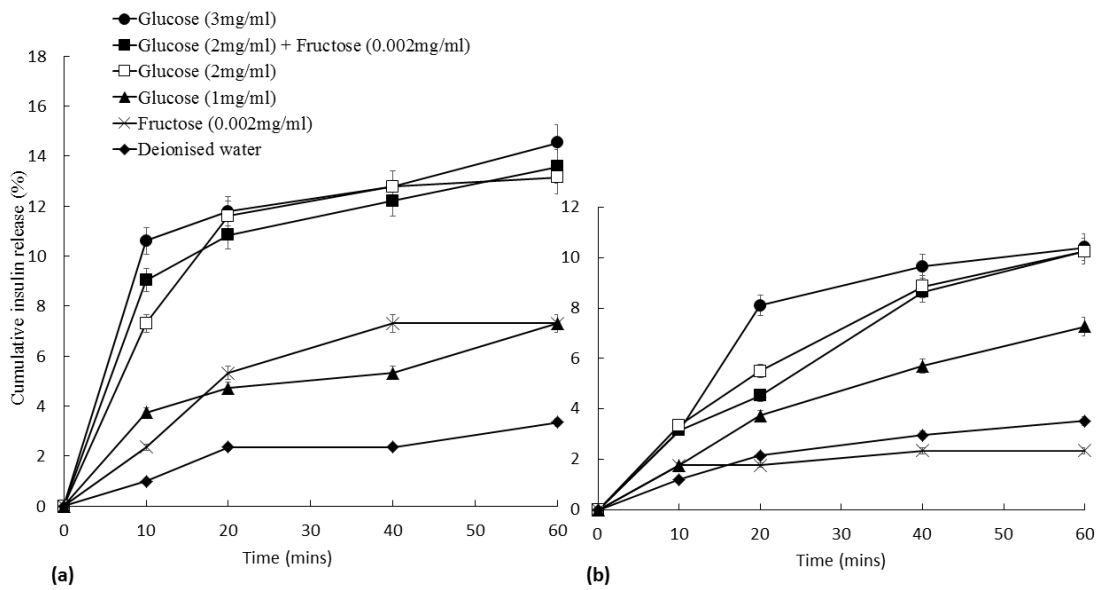 Glucose (3mg/ml)
Glucose (2mg/ml) + Fructose (0.002mg/ml)
Glucose (2mg/ml)
Glucose (1mg/ml)
Fructose (0.002mg/ml)
Deionised water
Cumulative insulin release (%)
18
16
14
12
10
8
6
4
2
0
0 10 20 30 40 50 60
Time (mins)
(a)
12
10
8
6
4
2
0
0 10 20 30 40 50 60
Time (mins)
(b)